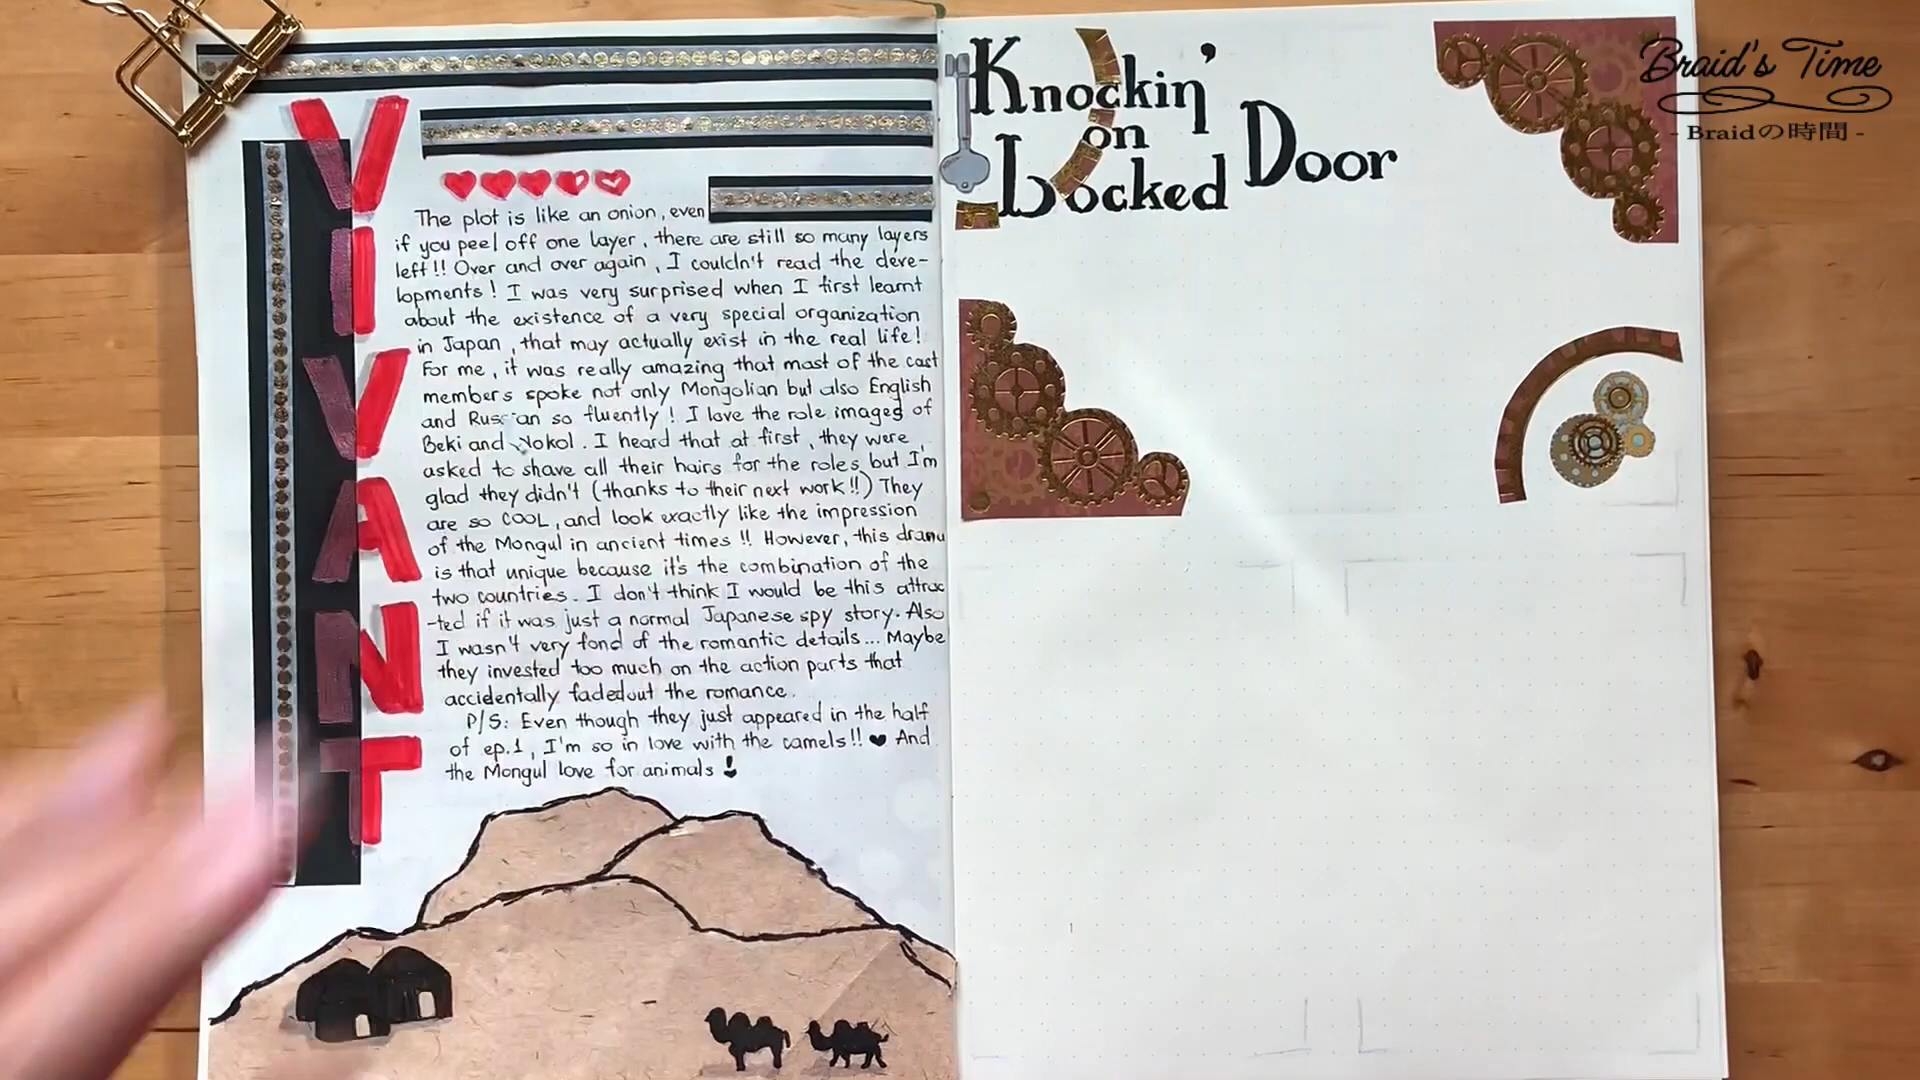 VIVANT
The plot is like an onion, even
if you peel off one layer, there are still so many layers
left!! Over and over again, I couldn't read the deve-
lopments! I was very surprised when I first learnt
about the existence of a very special organization
in Japan, that may actually exist in the real life!
For me, it was really amazing that most of the cast
members spoke not only Mongolian but also English
and Russian so fluently! I love the role images of
Beki and Nokol. I heard that at first, they were
asked to shave all their hairs for the roles, but I'm
glad they didn't (thanks to their next work!!) They
are so COOL, and look exactly like the impression
of the Mongul in ancient times!! However, this drama
is that unique because it's the combination of the
two countries. I don't think I would be this attrac
-ted if it was just a normal Japanese spy story. Also
I wasn't very fond of the romantic details... Maybe
they invested too much on the action parts that
accidentally fadedout the romance.
P/S: Even though they just appeared in the half
of ep.1, I'm so in love with the camels!! ♥ And
the Mongul love for animals!
Knockin'
on
Locked Door
Braid's Time
- Braidの時間 -